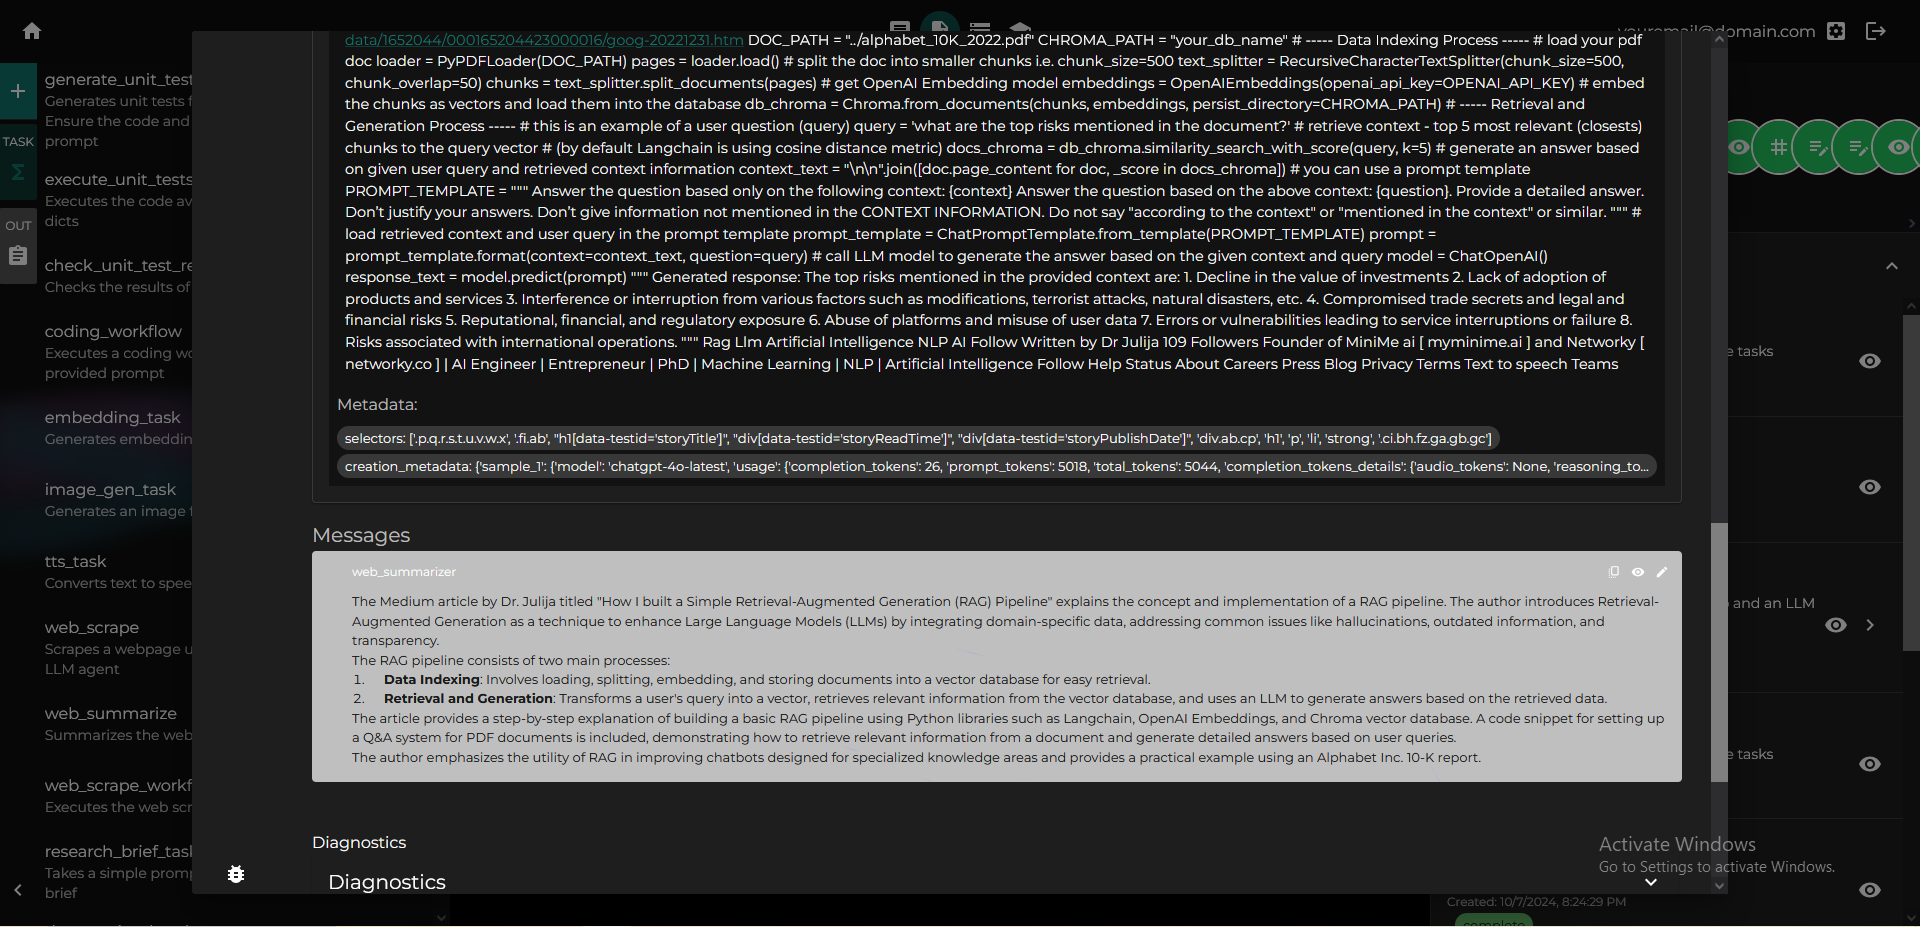 youremail@domain.com
data/1652044/000165204423000016/goog-20221231.htm DOC_PATH = "../alphabet_10K_2022.pdf" CHROMA_PATH = "your_db_name" # ----- Data Indexing Process ----- # load your pdf
doc loader = PyPDFLoader(DOC_PATH) pages = loader.load() # split the doc into smaller chunks i.e. chunk_size=500 text_splitter = RecursiveCharacterTextSplitter(chunk_size=500,
chunk_overlap=50) chunks = text_splitter.split_documents(pages) # get OpenAI Embedding model embeddings = OpenAIEmbeddings(openai_api_key=OPENAI_API_KEY) # embed
the chunks as vectors and load them into the database db_chroma = Chroma.from_documents(chunks, embeddings, persist_directory=CHROMA_PATH) # ----- Retrieval and
Generation Process ----- # this is an example of a user question (query) query = 'what are the top risks mentioned in the document?' # retrieve context - top 5 most relevant (closests)
chunks to the query vector # (by default Langchain is using cosine distance metric) docs_chroma = db_chroma.similarity_search_with_score(query, k=5) # generate an answer based
on given user query and retrieved context information context_text = "\n\n".join([doc.page_content for doc, _score in docs_chroma]) # you can use a prompt template
PROMPT_TEMPLATE = """ Answer the question based only on the following context: {context} Answer the question based on the above context: {question}. Provide a detailed answer.
Don't justify your answers. Don't give information not mentioned in the CONTEXT INFORMATION. Do not say "according to the context" or "mentioned in the context" or similar. """ #
load retrieved context and user query in the prompt template prompt_template = ChatPromptTemplate.from_template(PROMPT_TEMPLATE) prompt =
prompt_template.format(context=context_text, question=query) # call LLM model to generate the answer based on the given context and query model = ChatOpenAI()
response_text = model.predict(prompt) """ Generated response: The top risks mentioned in the provided context are: 1. Decline in the value of investments 2. Lack of adoption of
products and services 3. Interference or interruption from various factors such as modifications, terrorist attacks, natural disasters, etc. 4. Compromised trade secrets and legal and
financial risks 5. Reputational, financial, and regulatory exposure 6. Abuse of platforms and misuse of user data 7. Errors or vulnerabilities leading to service interruptions or failure 8.
Risks associated with international operations. """ Rag Llm Artificial Intelligence NLP AI Follow Written by Dr Julija 109 Followers Founder of MiniMe ai [ myminime.ai ] and Networky [
networky.co ] | AI Engineer | Entrepreneur | PhD | Machine Learning | NLP | Artificial Intelligence Follow Help Status About Careers Press Blog Privacy Terms Text to speech Teams
Metadata:
selectors: ['.p.q.r.s.t.u.v.w.x', '.fi.ab', "h1[data-testid='storyTitle']", "div[data-testid='storyReadTime']", "div[data-testid='storyPublishDate']", 'div.ab.cp', 'h1', 'p', 'li', 'strong', '.ci.bh.fz.ga.gb.gc']
creation_metadata: {'sample_1': {'model': 'chatgpt-4o-latest', 'usage': {'completion_tokens': 26, 'prompt_tokens': 5018, 'total_tokens': 5044, 'completion_tokens_details': {'audio_tokens': None, 'reasoning_to...
Messages
web_summarizer
The Medium article by Dr. Julija titled "How I built a Simple Retrieval-Augmented Generation (RAG) Pipeline" explains the concept and implementation of a RAG pipeline. The author introduces Retrieval-
Augmented Generation as a technique to enhance Large Language Models (LLMs) by integrating domain-specific data, addressing common issues like hallucinations, outdated information, and
transparency.
The RAG pipeline consists of two main processes:
1. Data Indexing: Involves loading, splitting, embedding, and storing documents into a vector database for easy retrieval.
2. Retrieval and Generation: Transforms a user's query into a vector, retrieves relevant information from the vector database, and uses an LLM to generate answers based on the retrieved data.
The article provides a step-by-step explanation of building a basic RAG pipeline using Python libraries such as Langchain, OpenAI Embeddings, and Chroma vector database. A code snippet for setting up
a Q&A system for PDF documents is included, demonstrating how to retrieve relevant information from a document and generate detailed answers based on user queries.
The author emphasizes the utility of RAG in improving chatbots designed for specialized knowledge areas and provides a practical example using an Alphabet Inc. 10-K report.
Diagnostics
Diagnostics
TASK
OUT
generate_unit_test
Generates unit tests f
Ensure the code and
prompt
execute_unit_tests
Executes the code av
dicts
check_unit_test_re
Checks the results of
coding_workflow
Executes a coding wo
provided prompt
embedding_task
Generates embeddin
image_gen_task
Generates an image f
tts_task
Converts text to spee
web_scrape
Scrapes a webpage u
LLM agent
web_summarize
Summarizes the web
web_scrape_workf
Executes the web scr
research_brief_tas
Takes a simple promp
brief
e tasks
and an LLM
e tasks
Activate Windows
Go to Settings to activate Windows.
Created: 10/7/2024, 8:24:29 PM
complete